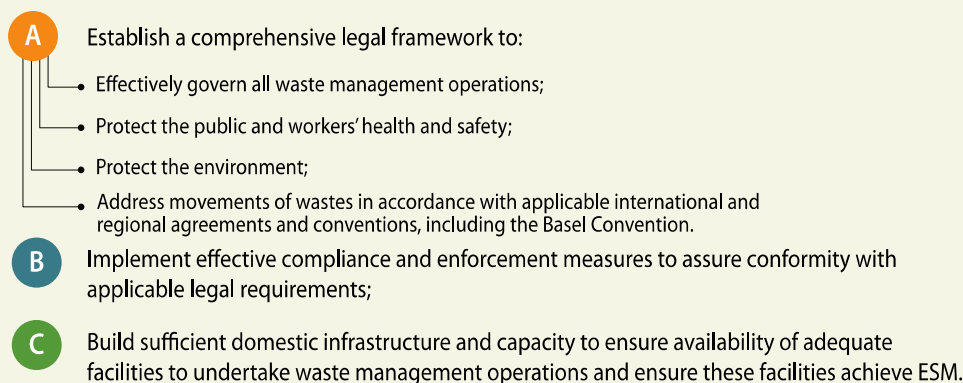 A
Establish a comprehensive legal framework to:
Effectively govern all waste management operations;
Protect the public and workers' health and safety;
Protect the environment;
Address movements of wastes in accordance with applicable international and
regional agreements and conventions, including the Basel Convention.
B
Implement effective compliance and enforcement measures to assure conformity with
applicable legal requirements;
C
Build sufficient domestic infrastructure and capacity to ensure availability of adequate
facilities to undertake waste management operations and ensure these facilities achieve ESM.